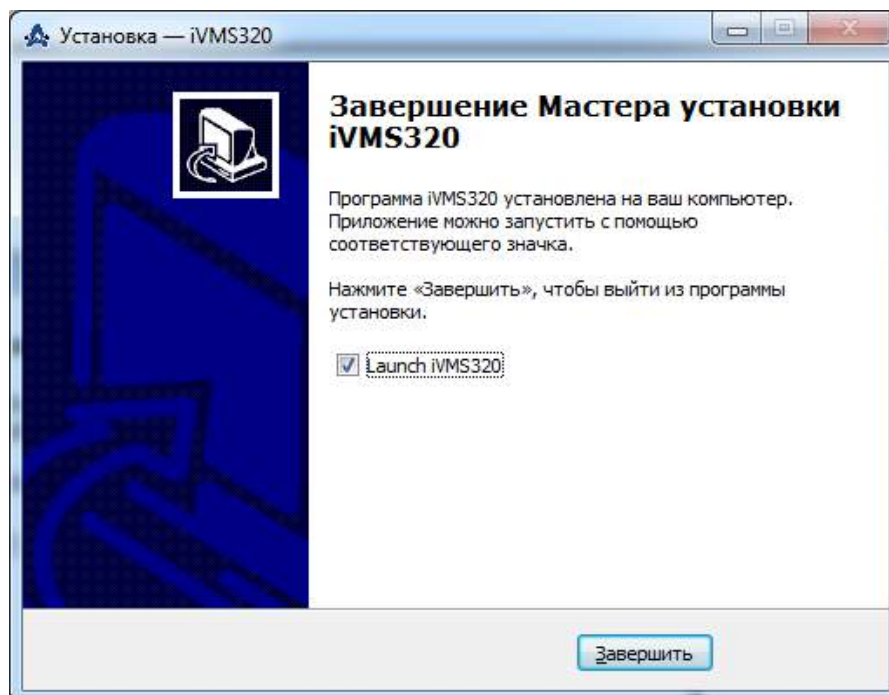 Установка — iVMS320
Завершение Мастера установки
iVMS320
Программа iVMS320 установлена на ваш компьютер.
Приложение можно запустить с помощью
соответствующего значка.
Нажмите «Завершить», чтобы выйти из программы
установки.
Launch iVMS320
Завершить